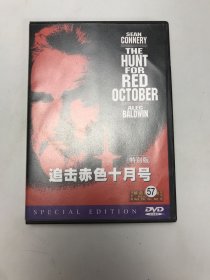 SEAN
CONNERY
THE
HUNT
FOR
RED
OCTOBER
ALEC
BALDWIN
特别版
追击赤色十月号
57
SPECIAL EDITION
DVD